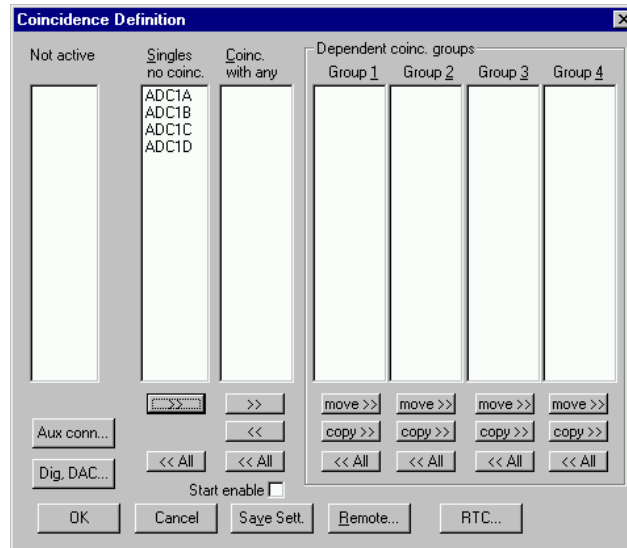 Coincidence Definition
Not active
Singles
no coinc.
Coinc.
with any
Dependent coinc. groups
Group 1
Group 2
Group 3
Group 4
ADC1A
ADC1B
ADC1C
ADC1D
>>
>>
move >>
move >>
move >>
move >>
Aux conn...
<<
copy >>
copy >>
copy >>
copy >>
Dig, DAC...
<< All
<< All
<< All
<< All
<< All
<< All
Start enable
OK
Cancel
Save Sett.
Remote...
RTC...